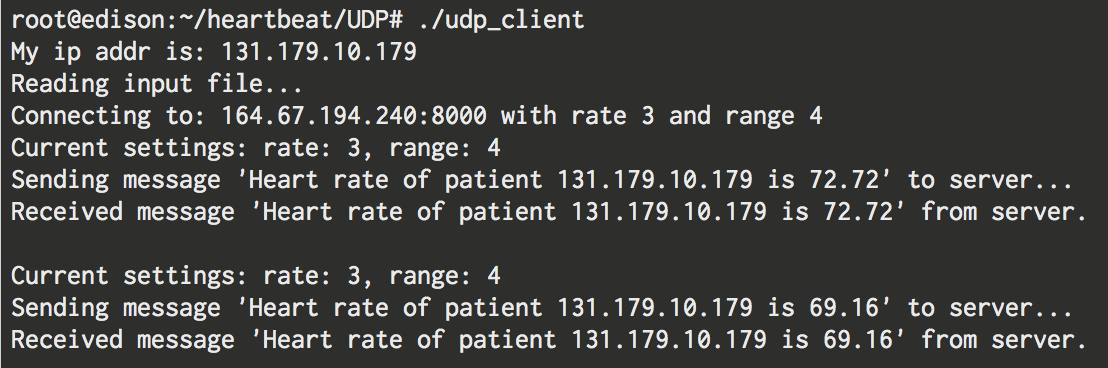 root@edison:~/heartbeat/UDP# ./udp_client
My ip addr is: 131.179.10.179
Reading input file...
Connecting to: 164.67.194.240:8000 with rate 3 and range 4
Current settings: rate: 3, range: 4
Sending message 'Heart rate of patient 131.179.10.179 is 72.72' to server...
Received message 'Heart rate of patient 131.179.10.179 is 72.72' from server.
Current settings: rate: 3, range: 4
Sending message 'Heart rate of patient 131.179.10.179 is 69.16' to server...
Received message 'Heart rate of patient 131.179.10.179 is 69.16' from server.